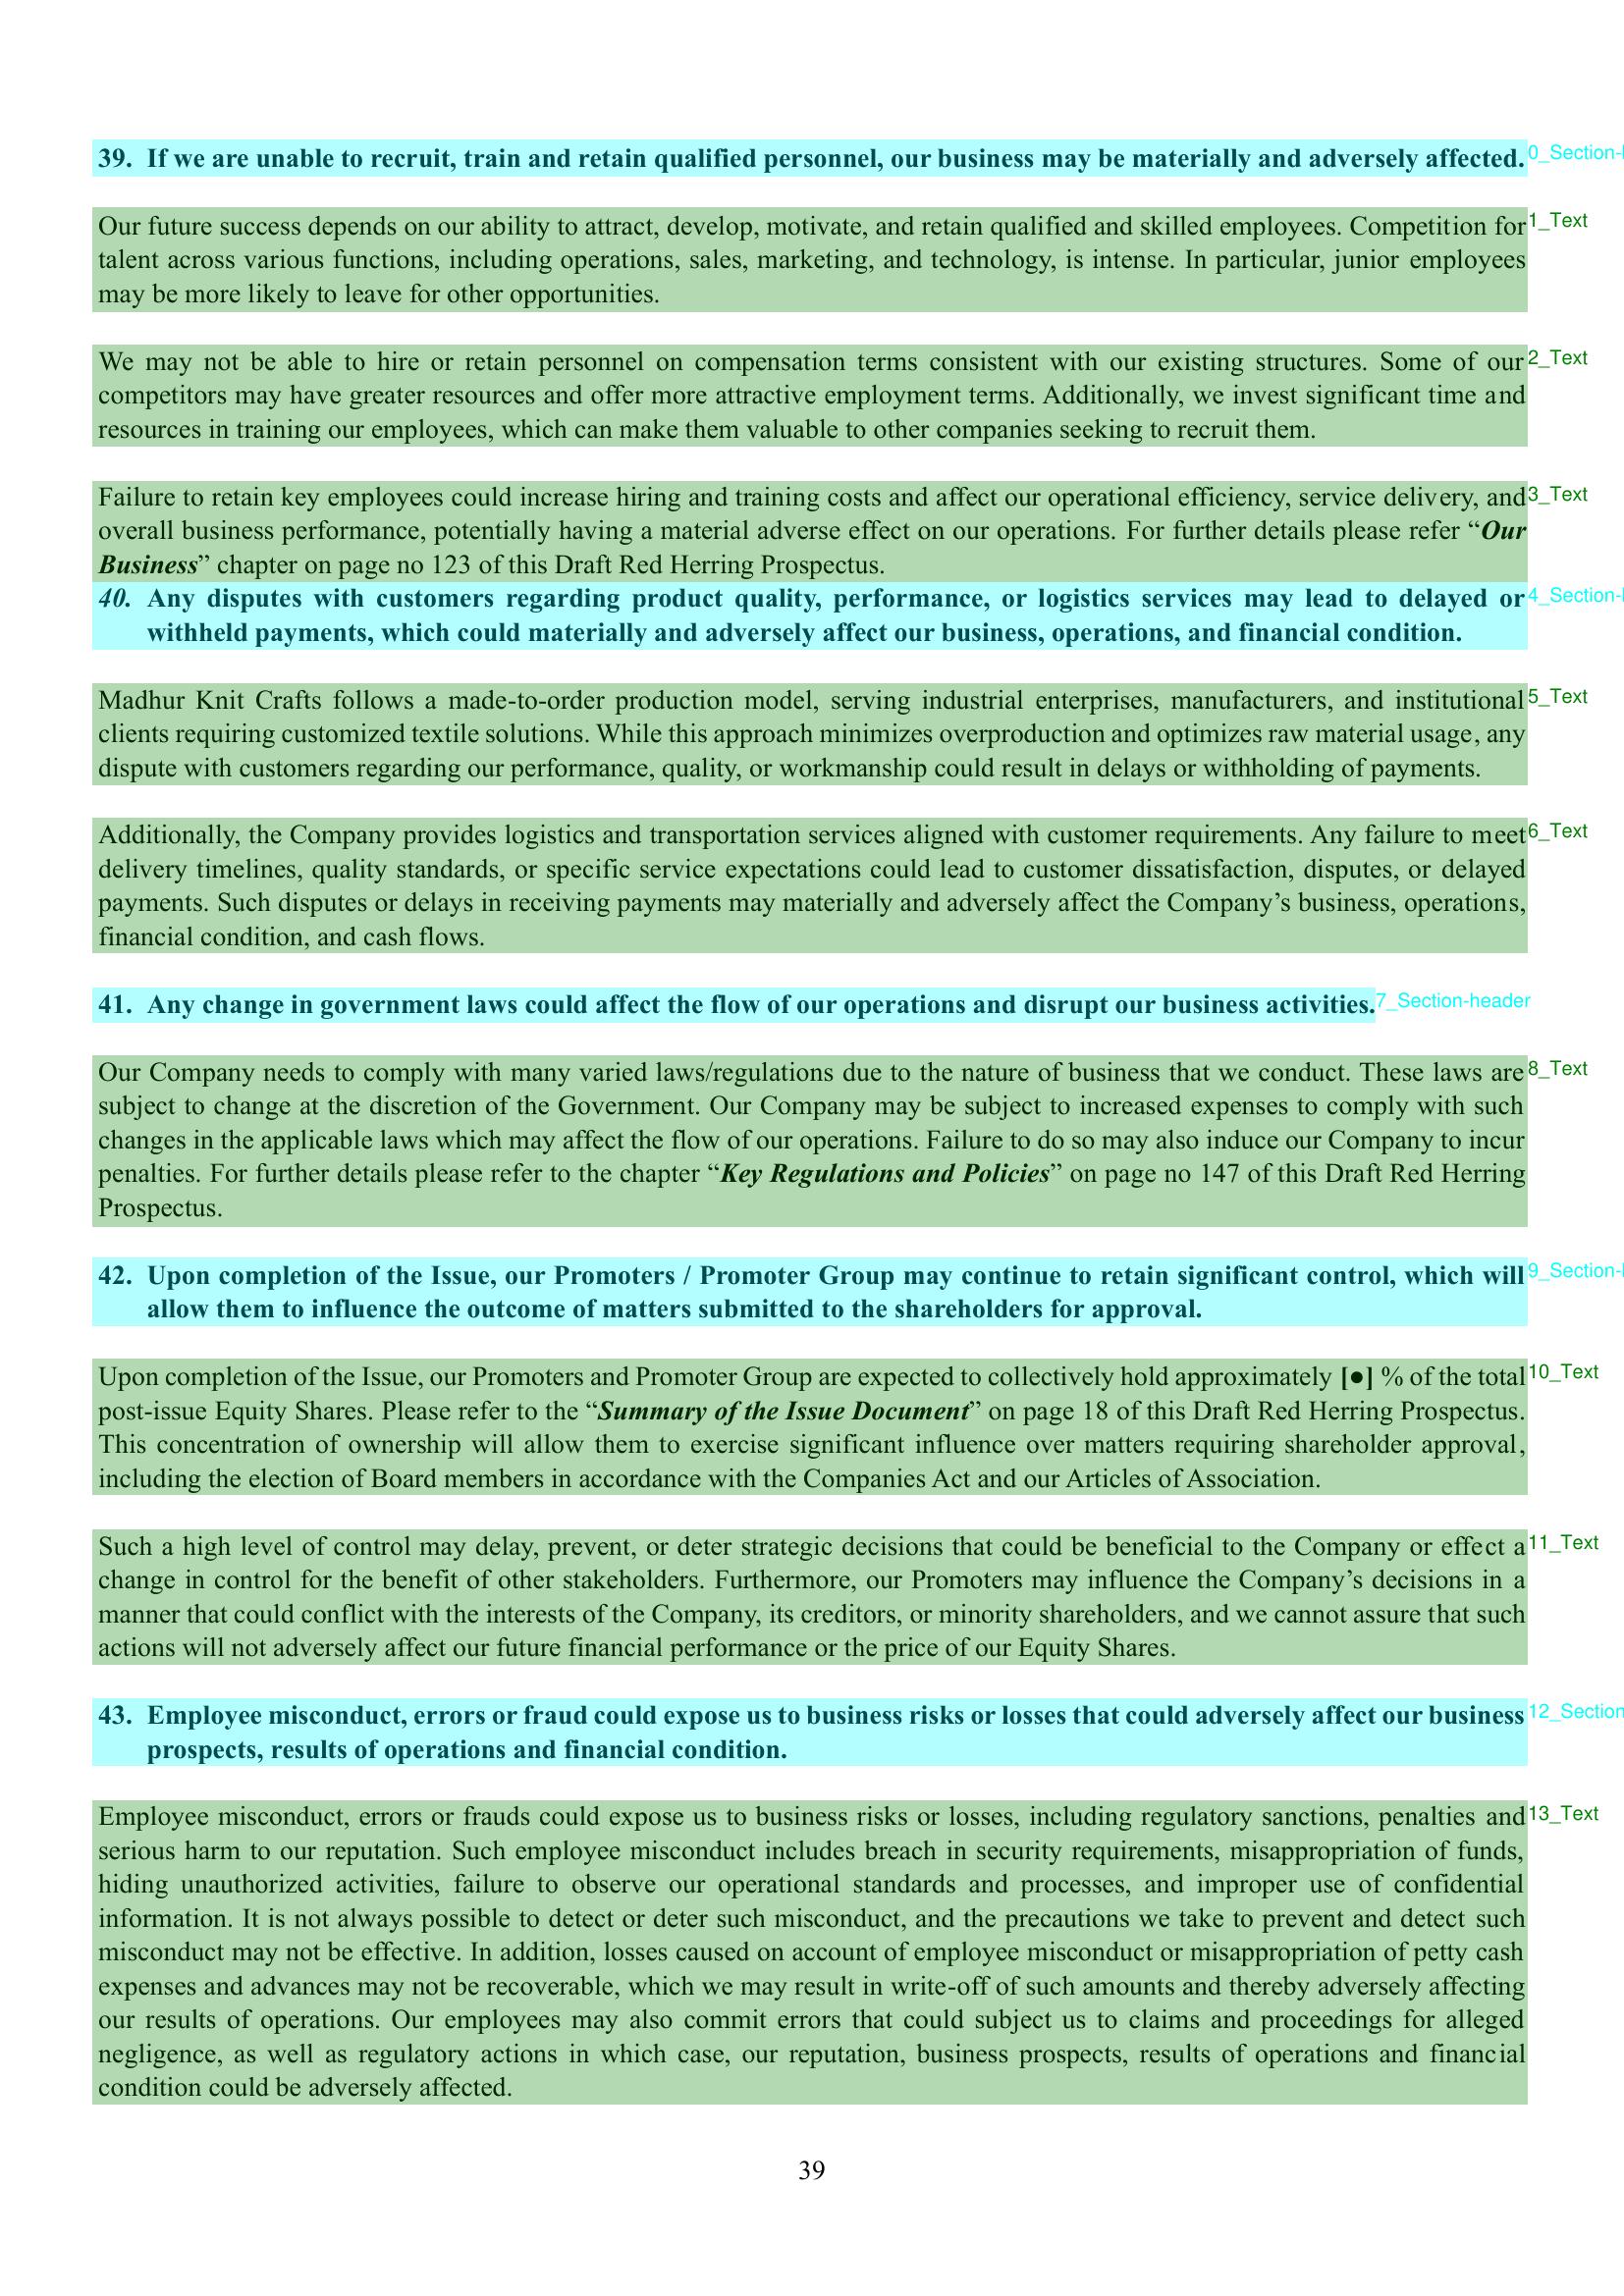 39. If we are unable to recruit, train and retain qualified personnel, our business may be materially and adversely affected.
0_Section-
Our future success depends on our ability to attract, develop, motivate, and retain qualified and skilled employees. Competition for
1_Text
talent across various functions, including operations, sales, marketing, and technology, is intense. In particular, junior employees
may be more likely to leave for other opportunities.
We may not be able to hire or retain personnel on compensation terms consistent with our existing structures. Some of our
2_Text
competitors may have greater resources and offer more attractive employment terms. Additionally, we invest significant time and
resources in training our employees, which can make them valuable to other companies seeking to recruit them.
Failure to retain key employees could increase hiring and training costs and affect our operational efficiency, service delivery, and
3_Text
overall business performance, potentially having a material adverse effect on our operations. For further details please refer “Our
Business” chapter on page no 123 of this Draft Red Herring Prospectus.
40. Any disputes with customers regarding product quality, performance, or logistics services may lead to delayed or
4_Section-
withheld payments, which could materially and adversely affect our business, operations, and financial condition.
Madhur Knit Crafts follows a made-to-order production model, serving industrial enterprises, manufacturers, and institutional
5_Text
clients requiring customized textile solutions. While this approach minimizes overproduction and optimizes raw material usage, any
dispute with customers regarding our performance, quality, or workmanship could result in delays or withholding of payments.
Additionally, the Company provides logistics and transportation services aligned with customer requirements. Any failure to meet
6_Text
delivery timelines, quality standards, or specific service expectations could lead to customer dissatisfaction, disputes, or delayed
payments. Such disputes or delays in receiving payments may materially and adversely affect the Company’s business, operations,
financial condition, and cash flows.
41. Any change in government laws could affect the flow of our operations and disrupt our business activities.
7_Section-header
Our Company needs to comply with many varied laws/regulations due to the nature of business that we conduct. These laws are
8_Text
subject to change at the discretion of the Government. Our Company may be subject to increased expenses to comply with such
changes in the applicable laws which may affect the flow of our operations. Failure to do so may also induce our Company to incur
penalties. For further details please refer to the chapter “Key Regulations and Policies” on page no 147 of this Draft Red Herring
Prospectus.
42. Upon completion of the Issue, our Promoters / Promoter Group may continue to retain significant control, which will
9_Section-
allow them to influence the outcome of matters submitted to the shareholders for approval.
Upon completion of the Issue, our Promoters and Promoter Group are expected to collectively hold approximately [●] % of the total
10_Text
post-issue Equity Shares. Please refer to the “Summary of the Issue Document” on page 18 of this Draft Red Herring Prospectus.
This concentration of ownership will allow them to exercise significant influence over matters requiring shareholder approval,
including the election of Board members in accordance with the Companies Act and our Articles of Association.
Such a high level of control may delay, prevent, or deter strategic decisions that could be beneficial to the Company or effect a
11_Text
change in control for the benefit of other stakeholders. Furthermore, our Promoters may influence the Company’s decisions in a
manner that could conflict with the interests of the Company, its creditors, or minority shareholders, and we cannot assure that such
actions will not adversely affect our future financial performance or the price of our Equity Shares.
43. Employee misconduct, errors or fraud could expose us to business risks or losses that could adversely affect our business
12_Section
prospects, results of operations and financial condition.
Employee misconduct, errors or frauds could expose us to business risks or losses, including regulatory sanctions, penalties and
13_Text
serious harm to our reputation. Such employee misconduct includes breach in security requirements, misappropriation of funds,
hiding unauthorized activities, failure to observe our operational standards and processes, and improper use of confidential
information. It is not always possible to detect or deter such misconduct, and the precautions we take to prevent and detect such
misconduct may not be effective. In addition, losses caused on account of employee misconduct or misappropriation of petty cash
expenses and advances may not be recoverable, which we may result in write-off of such amounts and thereby adversely affecting
our results of operations. Our employees may also commit errors that could subject us to claims and proceedings for alleged
negligence, as well as regulatory actions in which case, our reputation, business prospects, results of operations and financial
condition could be adversely affected.
39